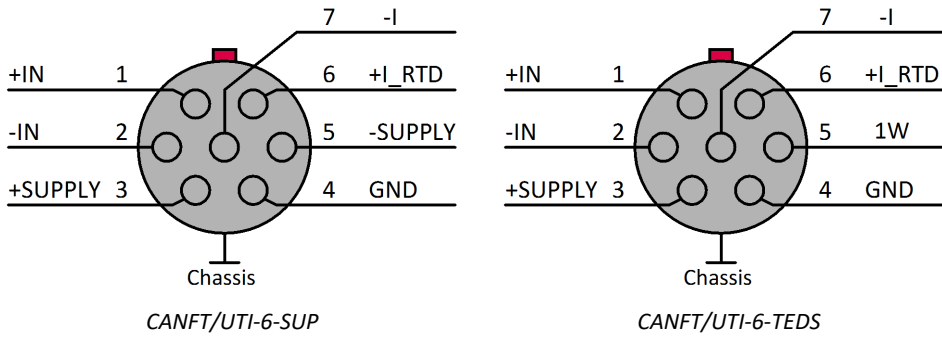 7 -I
+IN 1 6 +I_RTD
-IN 2 5 -SUPPLY
+SUPPLY 3 4 GND
Chassis
CANFT/UTI-6-SUP
7 -I
+IN 1 6 +I_RTD
-IN 2 5 1W
+SUPPLY 3 4 GND
Chassis
CANFT/UTI-6-TEDS